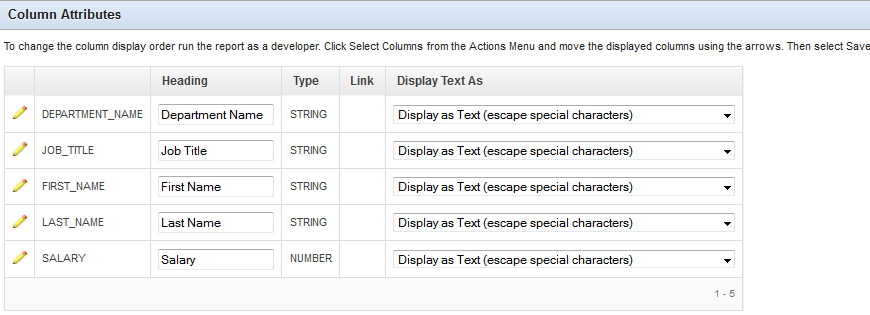 Column Attributes
To change the column display order run the report as a developer. Click Select Columns from the Actions Menu and move the displayed columns using the arrows. Then select Save
Heading Type Link Display Text As
DEPARTMENT_NAME Department Name STRING Display as Text (escape special characters)
JOB_TITLE Job Title STRING Display as Text (escape special characters)
FIRST_NAME First Name STRING Display as Text (escape special characters)
LAST_NAME Last Name STRING Display as Text (escape special characters)
SALARY Salary NUMBER Display as Text (escape special characters)
1 - 5